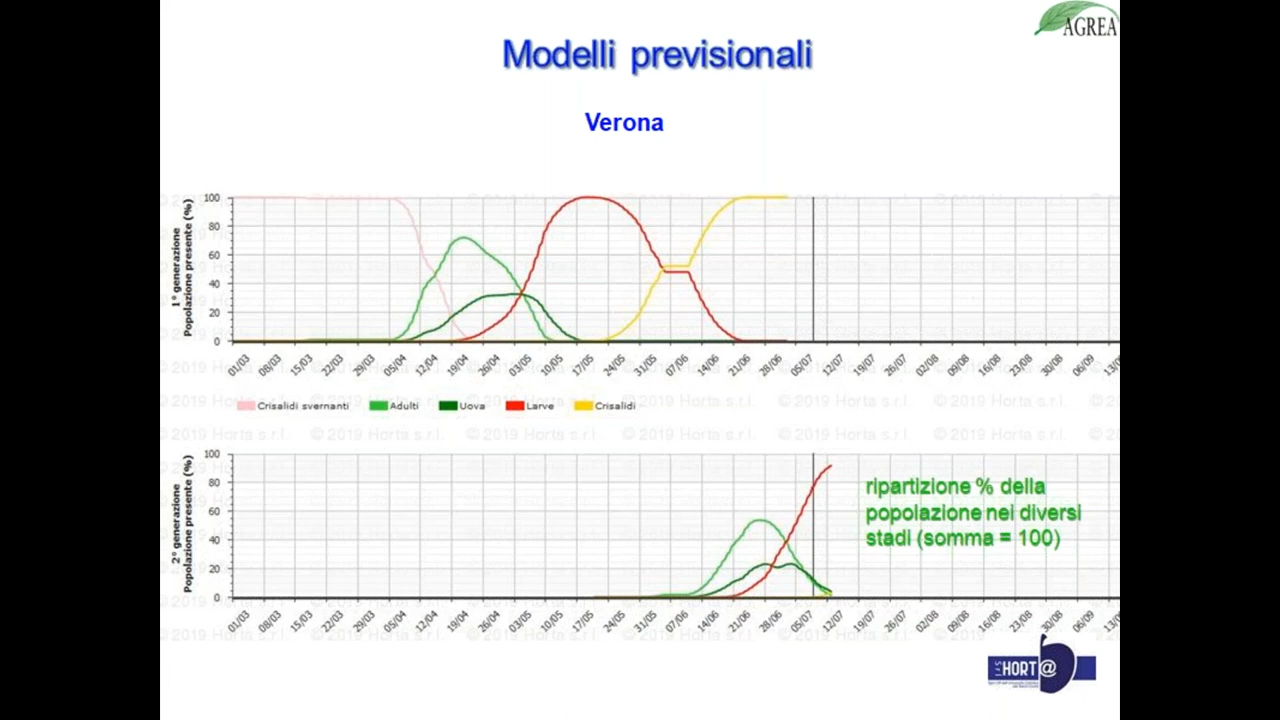 AGREA
Modelli previsionali
Verona
1° generazione
Popolazione presente (%)
100
80
60
40
20
0
01/03 08/03 15/03 22/03 29/03 05/04 12/04 19/04 26/04 03/05 10/05 17/05 24/05 31/05 07/06 14/06 21/06 28/06 05/07 12/07 19/07 26/07 02/08 09/08 16/08 23/08 30/08 06/09 13/0
Crisalidi svernanti Adulti Uova Larve Crisalidi
© 2019 Horta s.r.l.
2° generazione
Popolazione presente (%)
100
80
60
40
20
0
ripartizione % della
popolazione nei diversi
stadi (somma = 100)
01/03 08/03 15/03 22/03 29/03 05/04 12/04 19/04 26/04 03/05 10/05 17/05 24/05 31/05 07/06 14/06 21/06 28/06 05/07 12/07 19/07 26/07 02/08 09/08 16/08 23/08 30/08 06/09 13/0
HORT@